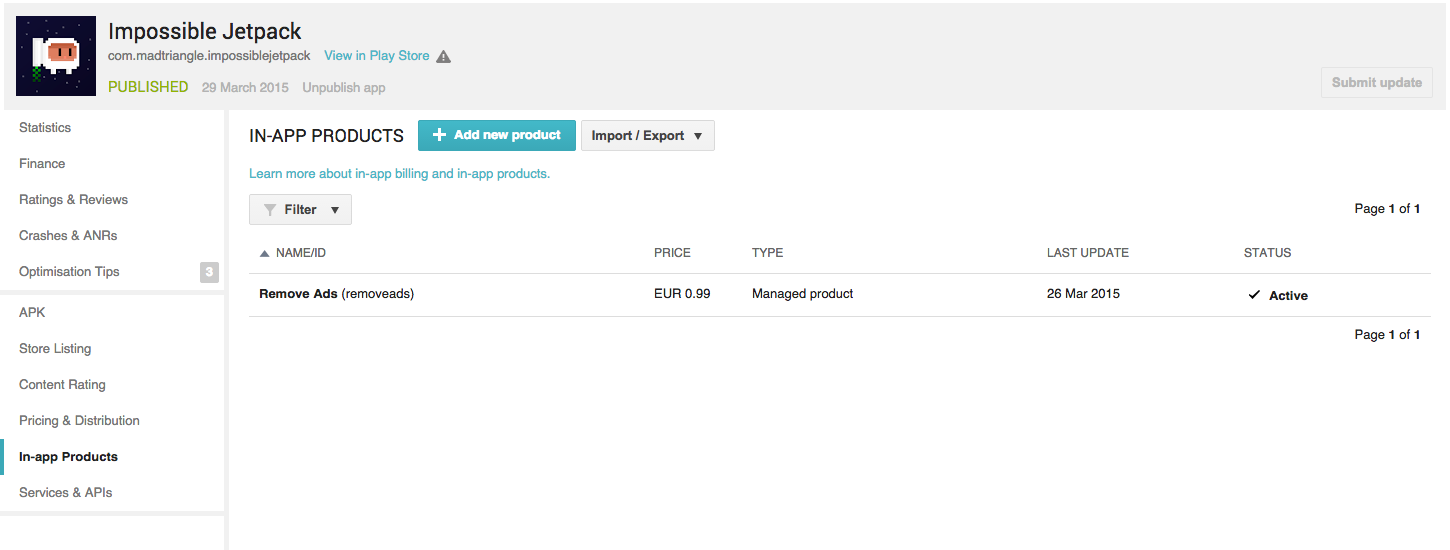 Impossible Jetpack
com.madtriangle.impossiblejetpack View in Play Store
PUBLISHED 29 March 2015 Unpublish app
Submit update
Statistics
Finance
Ratings & Reviews
Crashes & ANRs
Optimisation Tips 3
APK
Store Listing
Content Rating
Pricing & Distribution
In-app Products
Services & APIs
IN-APP PRODUCTS Add new product Import / Export
Learn more about in-app billing and in-app products.
Filter
Page 1 of 1
NAME/ID PRICE TYPE LAST UPDATE STATUS
Remove Ads (removeads) EUR 0.99 Managed product 26 Mar 2015 Active
Page 1 of 1